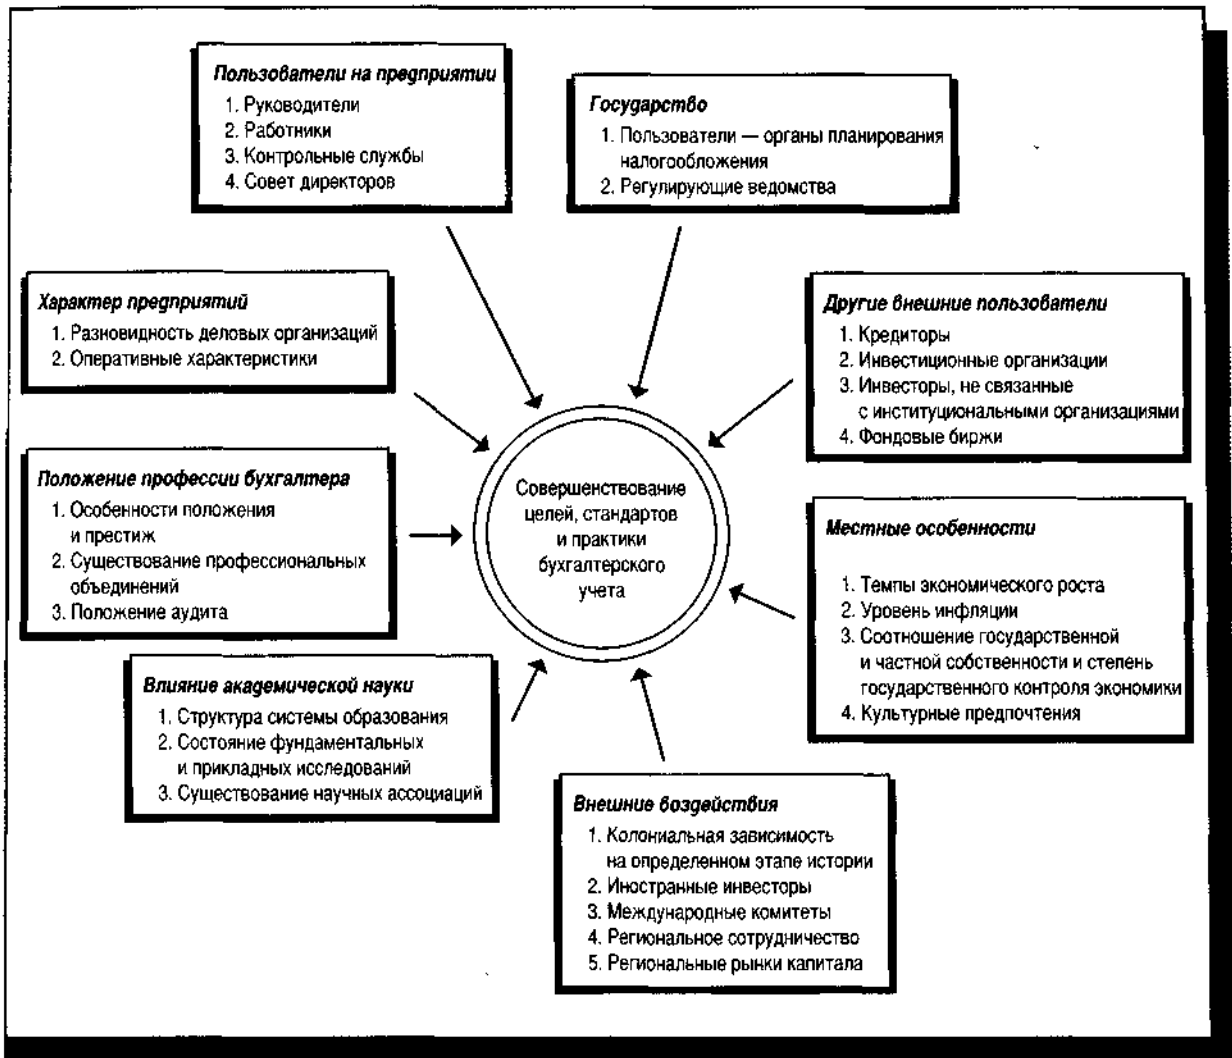 Пользователи на предприятии
1. Руководители
2. Работники
3. Контрольные службы
4. Совет директоров
Государство
1. Пользователи — органы планирования
налогообложения
2. Регулирующие ведомства
Характер предприятий
1. Разновидность деловых организаций
2. Оперативные характеристики
Другие внешние пользователи
1. Кредиторы
2. Инвестиционные организации
3. Инвесторы, не связанные
с институциональными организациями
4. Фондовые биржи
Положение профессии бухгалтера
1. Особенности положения
и престиж
2. Существование профессиональных
объединений
3. Положение аудита
Совершенствование
целей, стандартов
и практики
бухгалтерского
учета
Местные особенности
1. Темпы экономического роста
2. Уровень инфляции
3. Соотношение государственной
и частной собственности и степень
государственного контроля экономики
4. Культурные предпочтения
Влияние академической науки
1. Структура системы образования
2. Состояние фундаментальных
и прикладных исследований
3. Существование научных ассоциаций
Внешние воздействия
1. Колониальная зависимость
на определенном этапе истории
2. Иностранные инвесторы
3. Международные комитеты
4. Региональное сотрудничество
5. Региональные рынки капитала